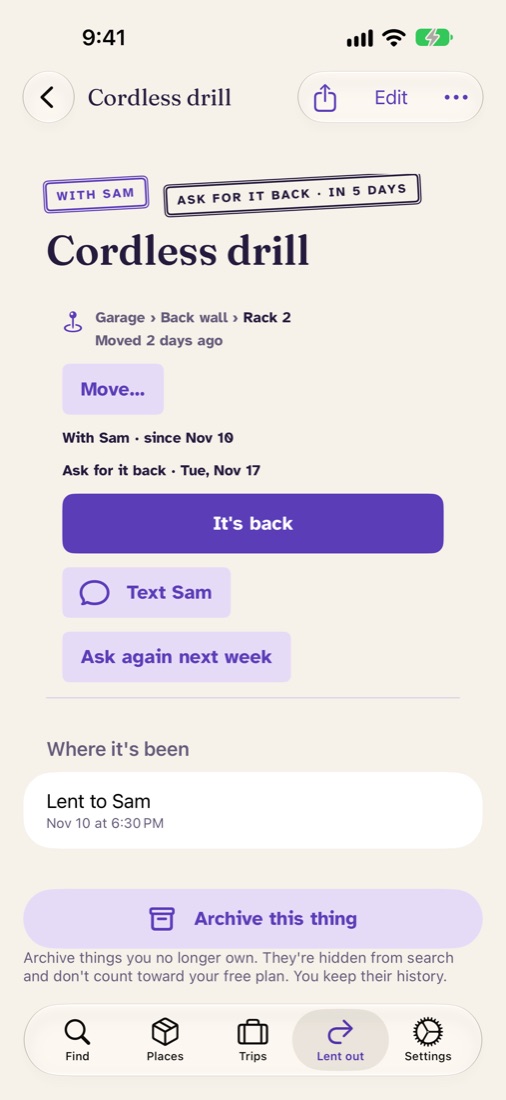 9:41
Cordless drill
Edit
WITH SAM
ASK FOR IT BACK · IN 5 DAYS
Cordless drill
Garage › Back wall › Rack 2
Moved 2 days ago
Move...
With Sam · since Nov 10
Ask for it back · Tue, Nov 17
It's back
Text Sam
Ask again next week
Where it's been
Lent to Sam
Nov 10 at 6:30 PM
Archive this thing
Archive things you no longer own. They're hidden from search
and don't count toward your free plan. You keep their history.
Find
Places
Trips
Lent out
Settings